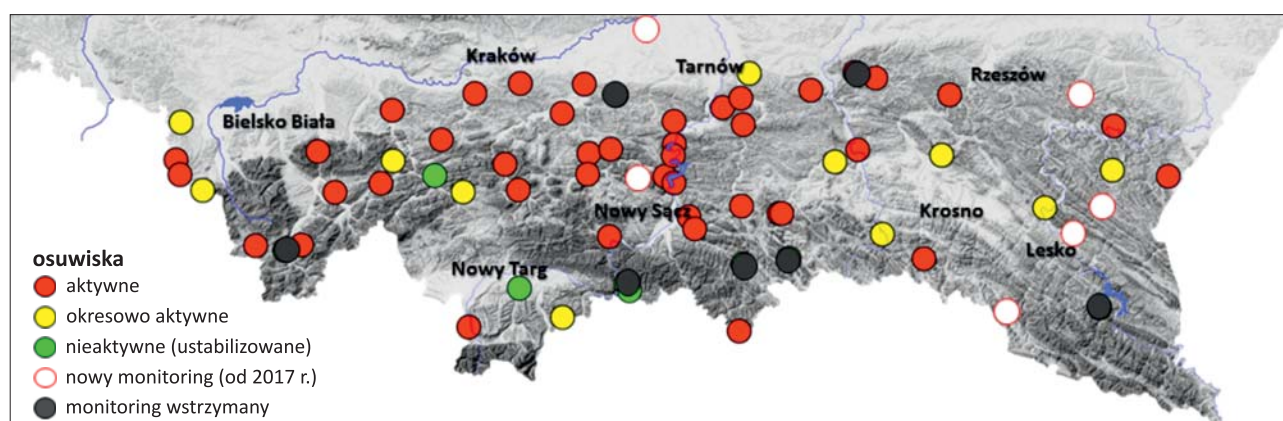 Kraków
Tarnów
Rzeszów
Bielsko Biała
Nowy Sącz
Krosno
Lesko
Nowy Targ
osuwiska
aktywne
okresowo aktywne
nieaktywne (ustabilizowane)
nowy monitoring (od 2017 r.)
monitoring wstrzymany